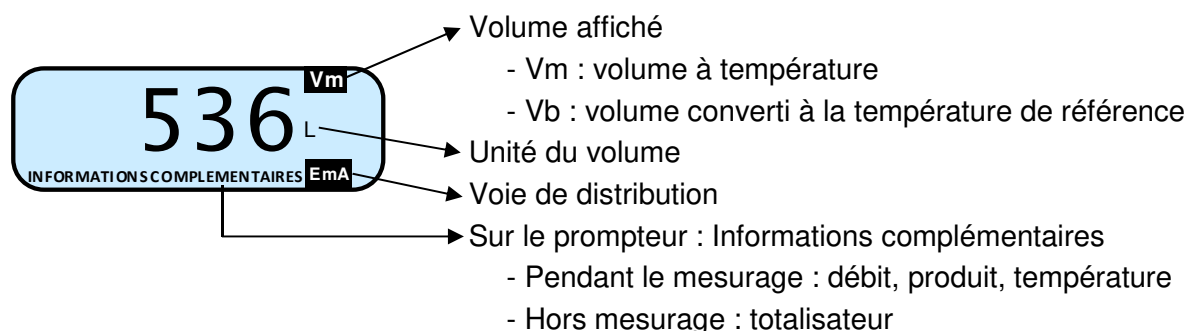 Volume affiché
Vm
- Vm : volume à température
536
- Vb : volume converti à la température de référence
L
Unité du volume
INFORMATIONS COMPLEMENTAIRES EmA
Voie de distribution
Sur le prompteur : Informations complémentaires
- Pendant le mesurage : débit, produit, température
- Hors mesurage : totalisateur